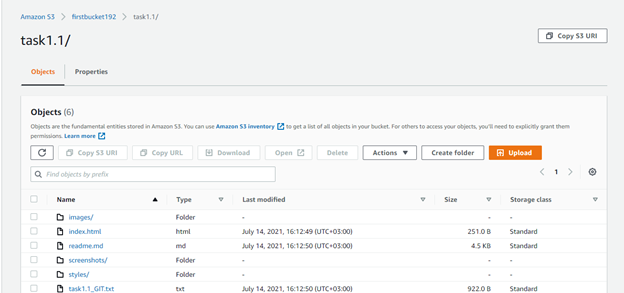 Amazon S3 > firstbucket192 > task1.1/
task1.1/
Copy S3 URI
Objects Properties
Objects (6)
Objects are the fundamental entities stored in Amazon S3. You can use Amazon S3 inventory to get a list of all objects in your bucket. For others to access your objects, you'll need to explicitly grant them
permissions. Learn more
Copy S3 URI Copy URL Download Open Delete Actions Create folder Upload
Find objects by prefix
1
Name Type Last modified Size Storage class
images/ Folder - - -
index.html html July 14, 2021, 16:12:49 (UTC+03:00) 251.0 B Standard
readme.md md July 14, 2021, 16:12:50 (UTC+03:00) 4.5 KB Standard
screenshots/ Folder - - -
styles/ Folder - - -
task1.1_GIT.txt txt July 14, 2021, 16:12:50 (UTC+03:00) 922.0 B Standard